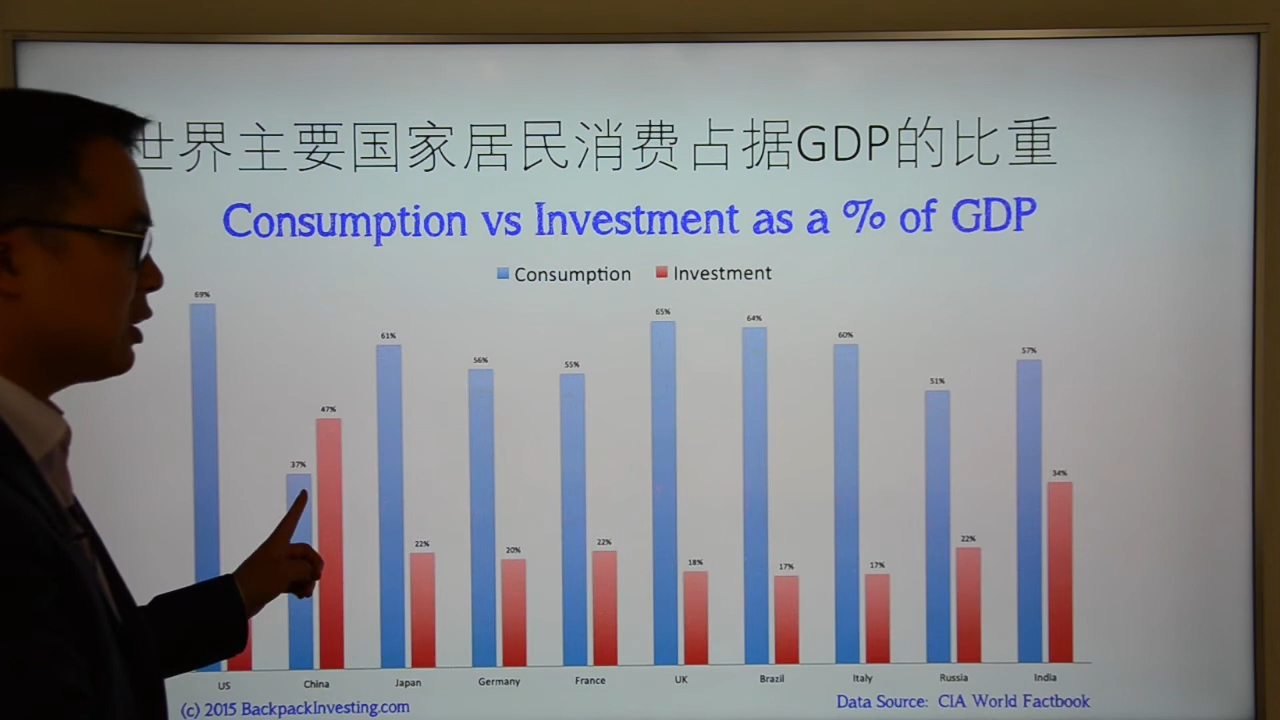 世界主要国家居民消费占据GDP的比重
Consumption vs Investment as a % of GDP
Consumption Investment
69%
37% 47%
61% 22%
56% 20%
55% 22%
65% 18%
64% 17%
60% 17%
51% 22%
57% 34%
US China Japan Germany France UK Brazil Italy Russia India
(c) 2015 BackpackInvesting.com
Data Source: CIA World Factbook